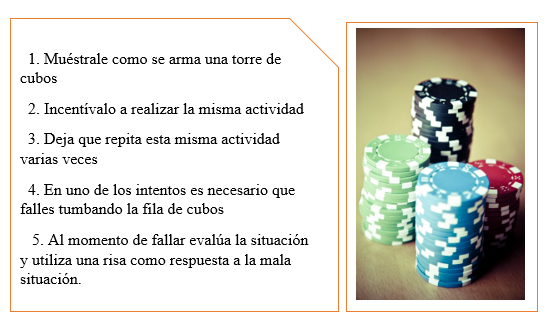 1. Muéstrale como se arma una torre de
cubos
2. Incentívalo a realizar la misma actividad
3. Deja que repita esta misma actividad
varias veces
4. En uno de los intentos es necesario que
falles tumbando la fila de cubos
5. Al momento de fallar evalúa la situación
y utiliza una risa como respuesta a la mala
situación.